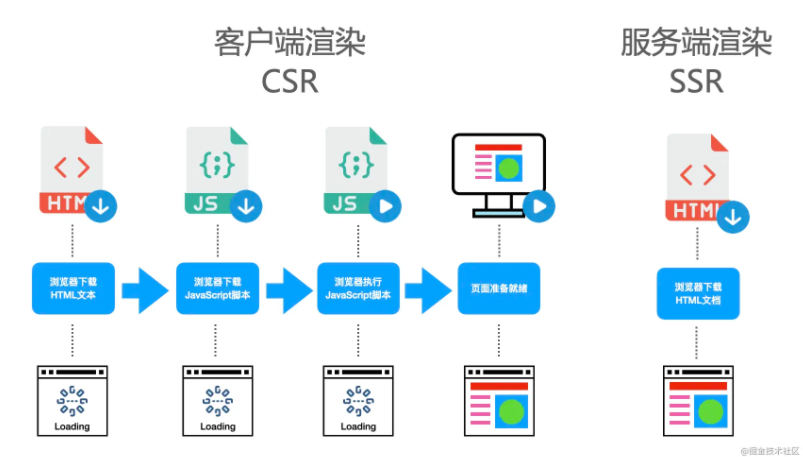 客户端渲染
CSR
服务端渲染
SSR
HTML
JS
JS
HTML
浏览器下载
HTML文本
浏览器下载
JavaScript脚本
浏览器执行
JavaScript脚本
页面准备就绪
浏览器下载
HTML文档
Loading
Loading
Loading
@掘金技术社区